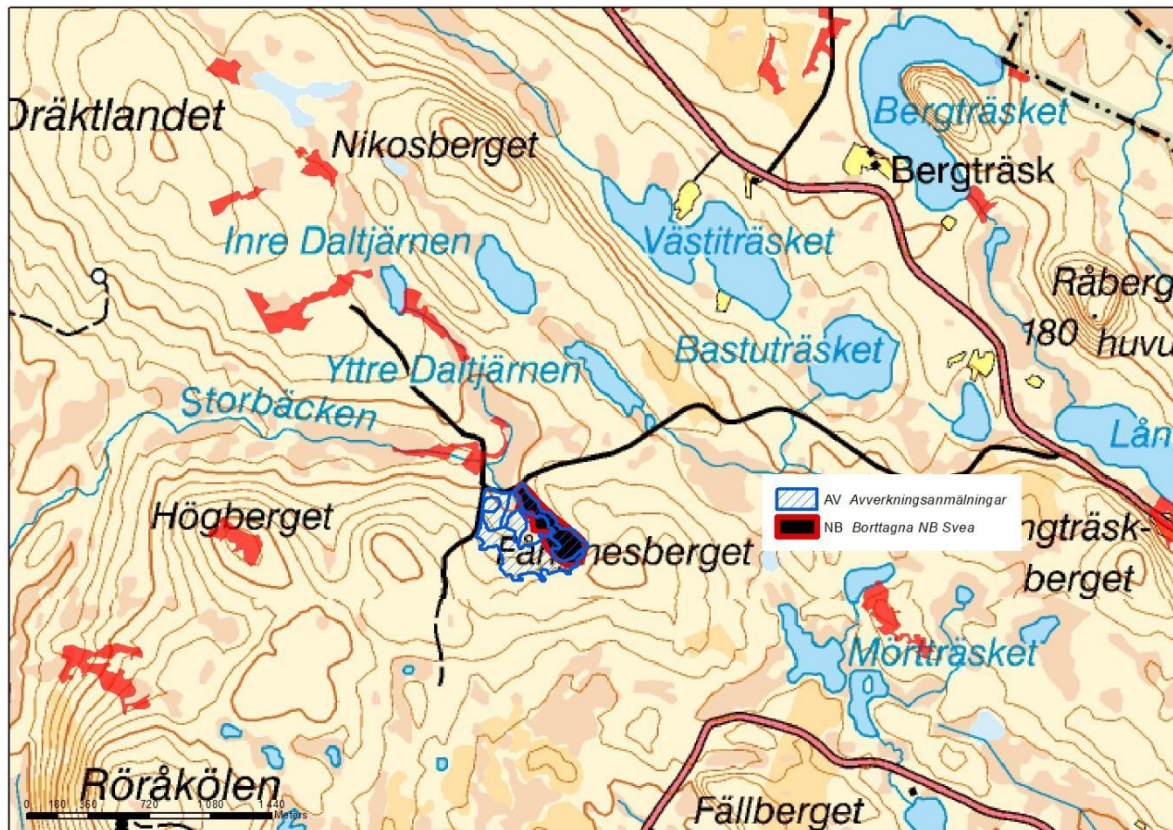 Dräktlandet
Nikosberget
Bergträsket
Bergträsk
Inre Daltjärnen
Västiträsket
Råberg
180 huvu
Yttre Daltjärnen
Bastuträsket
Storbäcken
Lån
Högberget
AV Avverkningsanmälningar
NB Borttagna NB Svea
ngträsk-
berget
nesberget
Mörtträsket
Röråkölen
Fällberget
0 180 360 720 1 080 1 440
Meters